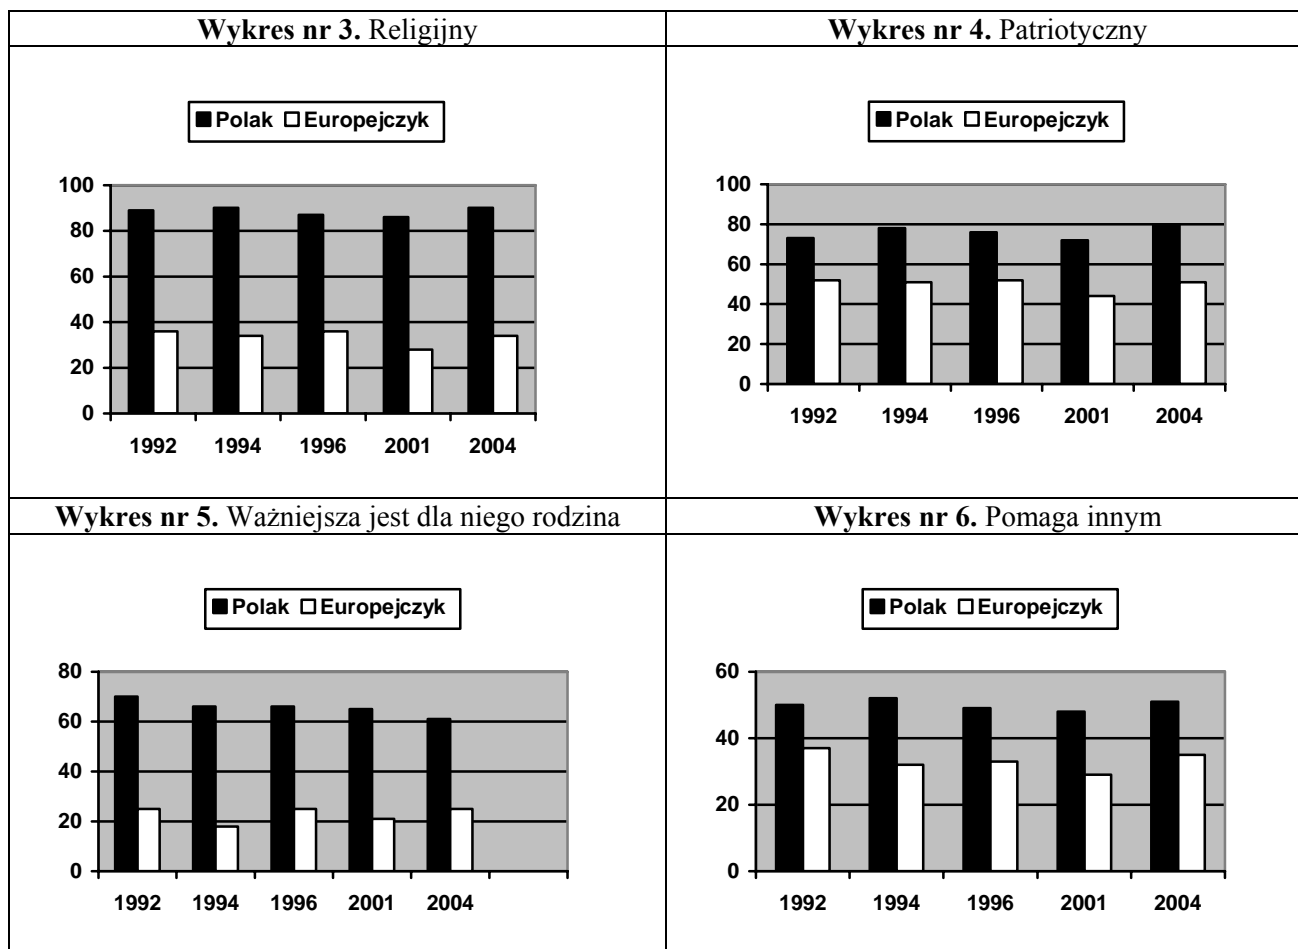 Wykres nr 3. Religijny
Polak Europejczyk
100
80
60
40
20
0
1992 1994 1996 2001 2004
Wykres nr 4. Patriotyczny
Polak Europejczyk
100
80
60
40
20
0
1992 1994 1996 2001 2004
Wykres nr 5. Ważniejsza jest dla niego rodzina
Polak Europejczyk
80
60
40
20
0
1992 1994 1996 2001 2004
Wykres nr 6. Pomaga innym
Polak Europejczyk
60
40
20
0
1992 1994 1996 2001 2004